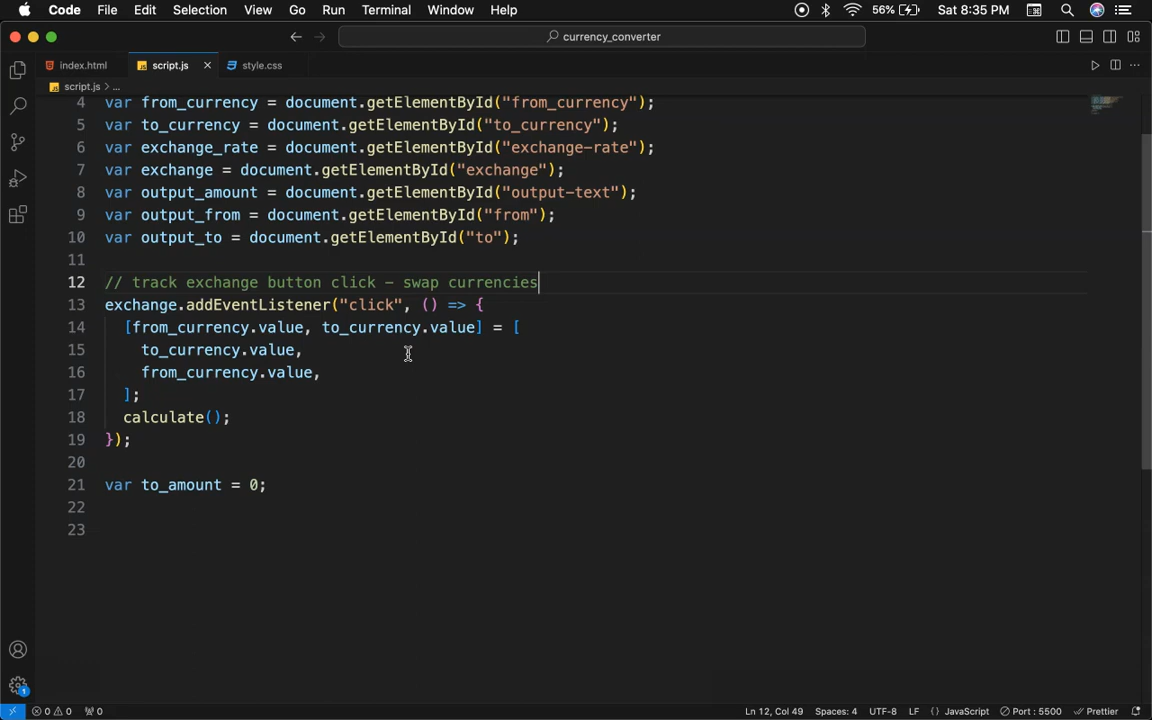 Code File Edit Selection View Go Run Terminal Window Help 56% Sat 8:35 PM
currency_converter
index.html script.js style.css
script.js > ...
4 var from_currency = document.getElementById("from_currency");
5 var to_currency = document.getElementById("to_currency");
6 var exchange_rate = document.getElementById("exchange-rate");
7 var exchange = document.getElementById("exchange");
8 var output_amount = document.getElementById("output-text");
9 var output_from = document.getElementById("from");
10 var output_to = document.getElementById("to");
11
12 // track exchange button click - swap currencies
13 exchange.addEventListener("click", () => {
14 [from_currency.value, to_currency.value] = [
15 to_currency.value,
16 from_currency.value,
17 ];
18 calculate();
19 });
20
21 var to_amount = 0;
22
23
1
0 0 0 Ln 12, Col 49 Spaces: 4 UTF-8 LF {} JavaScript Port : 5500 Prettier